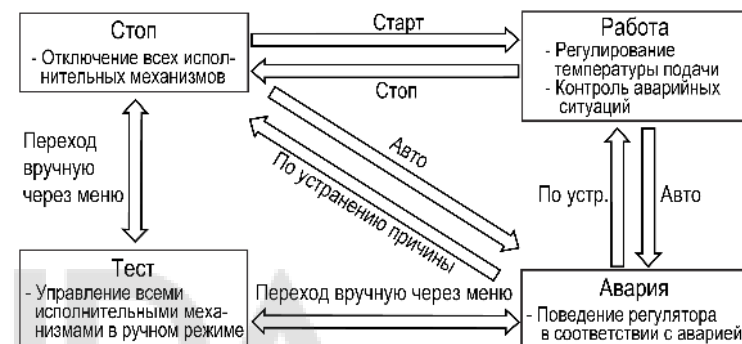 Стоп
- Отключение всех испол-
нительных механизмов
Старт
Стоп
Работа
- Регулирование
температуры подачи
- Контроль аварийных
ситуаций
Переход
вручную
через меню
Авто
По устранению причины
По устр.
Авто
Тест
- Управление всеми
исполнительными меха-
низмами в ручном режиме
Переход вручную через меню
Авария
- Поведение регулятора
в соответствии с аварией